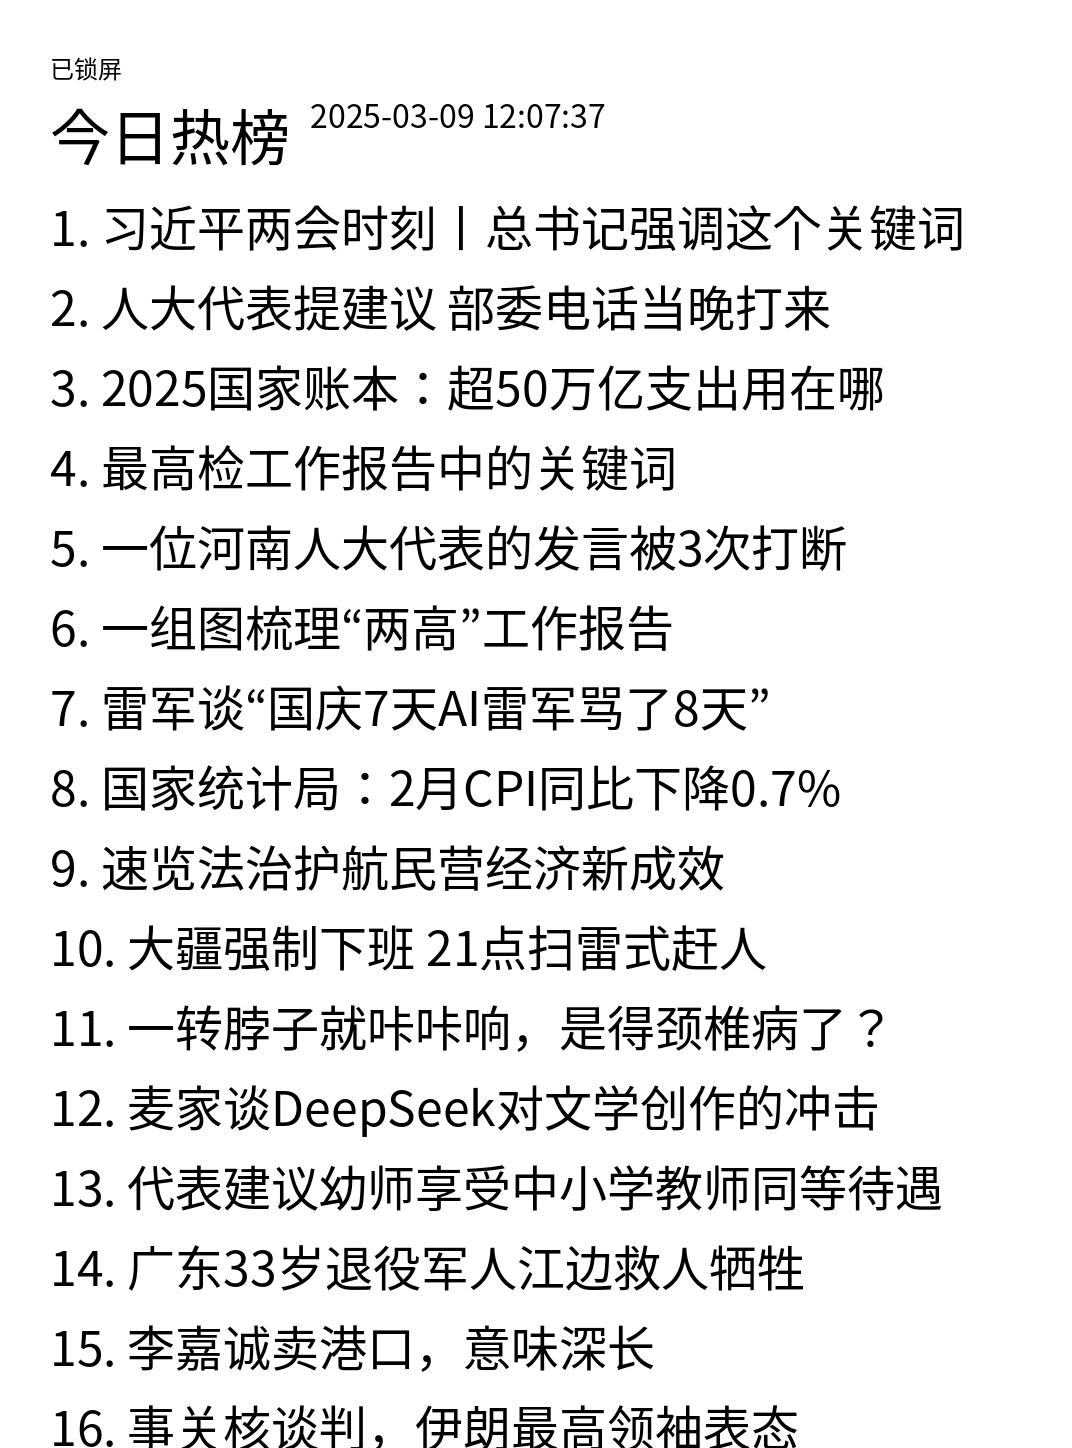 已锁屏
今日热榜 2025-03-09 12:07:37
1. 习近平两会时刻丨总书记强调这个关键词
2. 人大代表提建议 部委电话当晚打来
3. 2025国家账本：超50万亿支出用在哪
4. 最高检工作报告中的关键词
5. 一位河南人大代表的发言被3次打断
6. 一组图梳理“两高”工作报告
7. 雷军谈“国庆7天AI雷军骂了8天”
8. 国家统计局：2月CPI同比下降0.7%
9. 速览法治护航民营经济新成效
10. 大疆强制下班 21点扫雷式赶人
11. 一转脖子就咔咔响，是得颈椎病了？
12. 麦家谈DeepSeek对文学创作的冲击
13. 代表建议幼师享受中小学教师同等待遇
14. 广东33岁退役军人江边救人牺牲
15. 李嘉诚卖港口，意味深长
16. 事关核谈判，伊朗最高领袖表态